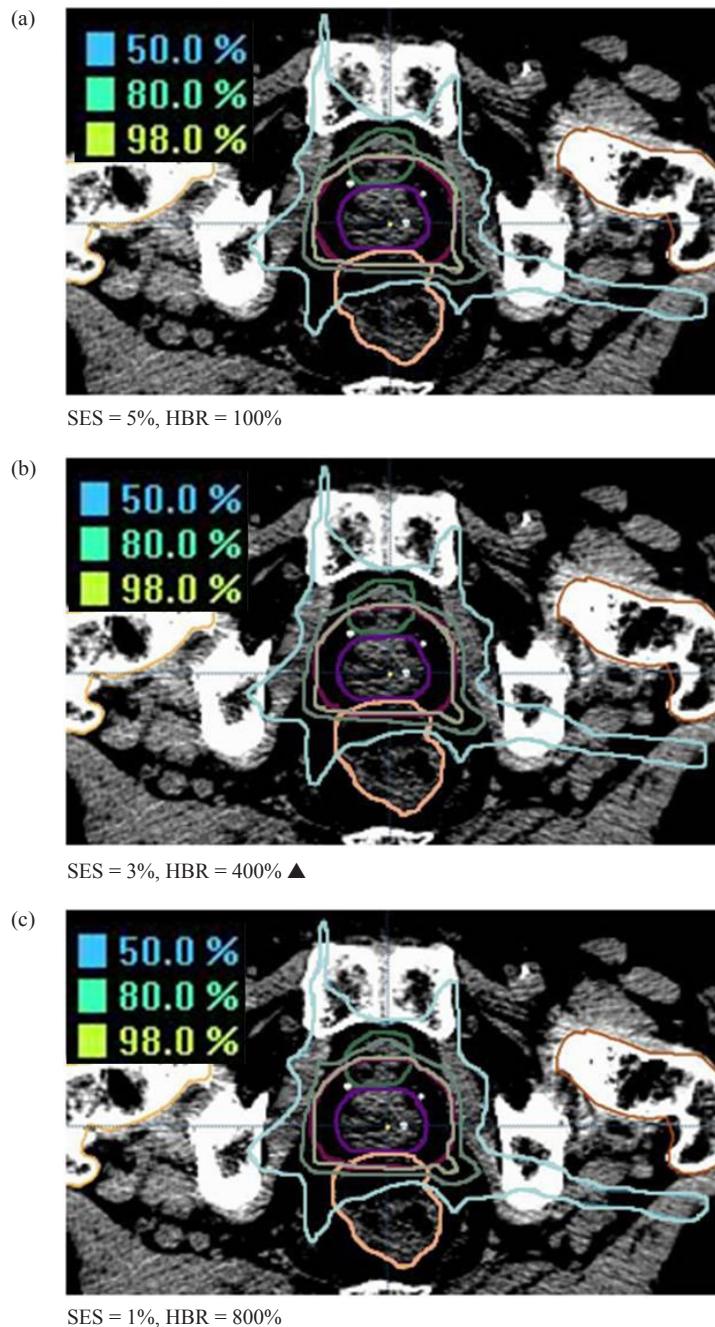 (a)
50.0 %
80.0 %
98.0 %
SES = 5%, HBR = 100%
(b)
50.0 %
80.0 %
98.0 %
SES = 3%, HBR = 400% ▲
(c)
50.0 %
80.0 %
98.0 %
SES = 1%, HBR = 800%